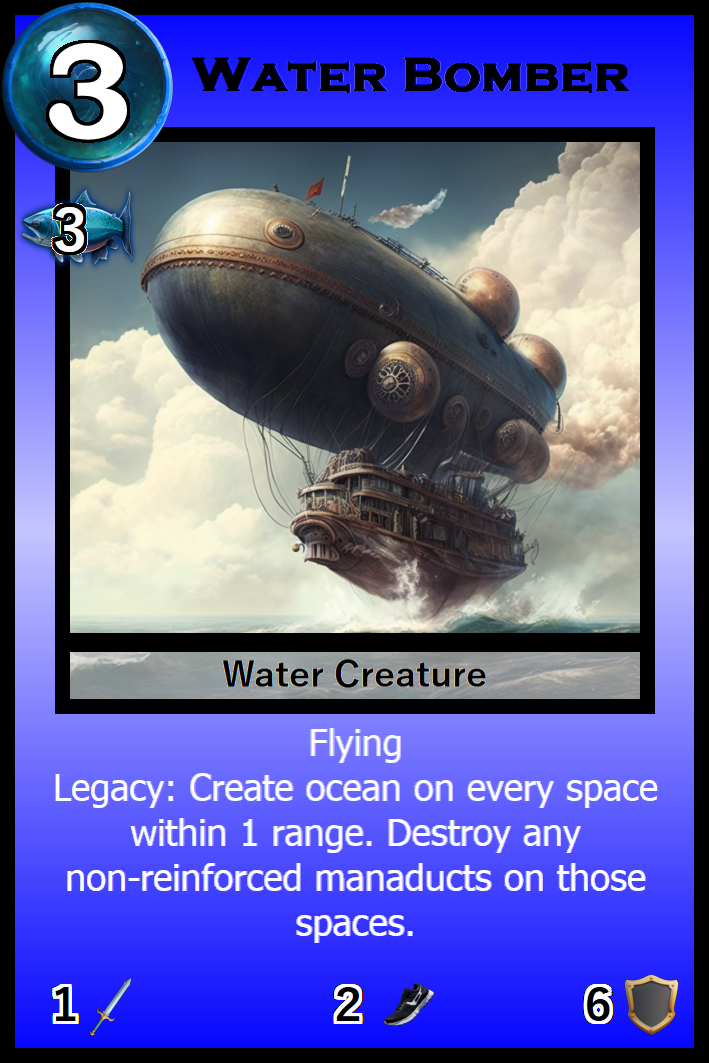 3
Water Bomber
3
Water Creature
Flying
Legacy: Create ocean on every space
within 1 range. Destroy any
non-reinforced manaducts on those
spaces.
1
2
6